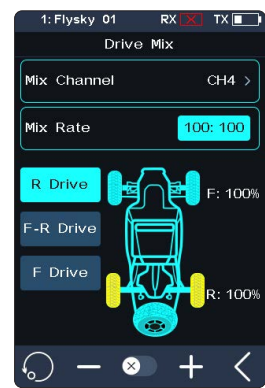 1: Flysky 01 RX TX
Drive Mix
Mix Channel CH4 >
Mix Rate 100: 100
R Drive
F: 100%
F-R Drive
F Drive
R: 100%